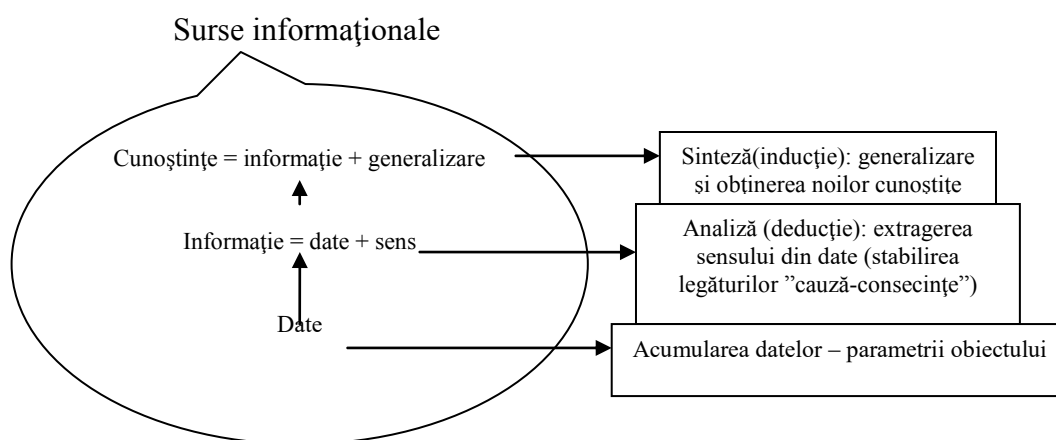 Surse informaţionale
Cunoştinţe = informaţie + generalizare
Sinteză(inducţie): generalizare
şi obţinerea noilor cunoştiţe
Informaţie = date + sens
Analiză (deducţie): extragerea
sensului din date (stabilirea
legăturilor ”cauză-consecinţe”)
Date
Acumularea datelor – parametrii obiectului